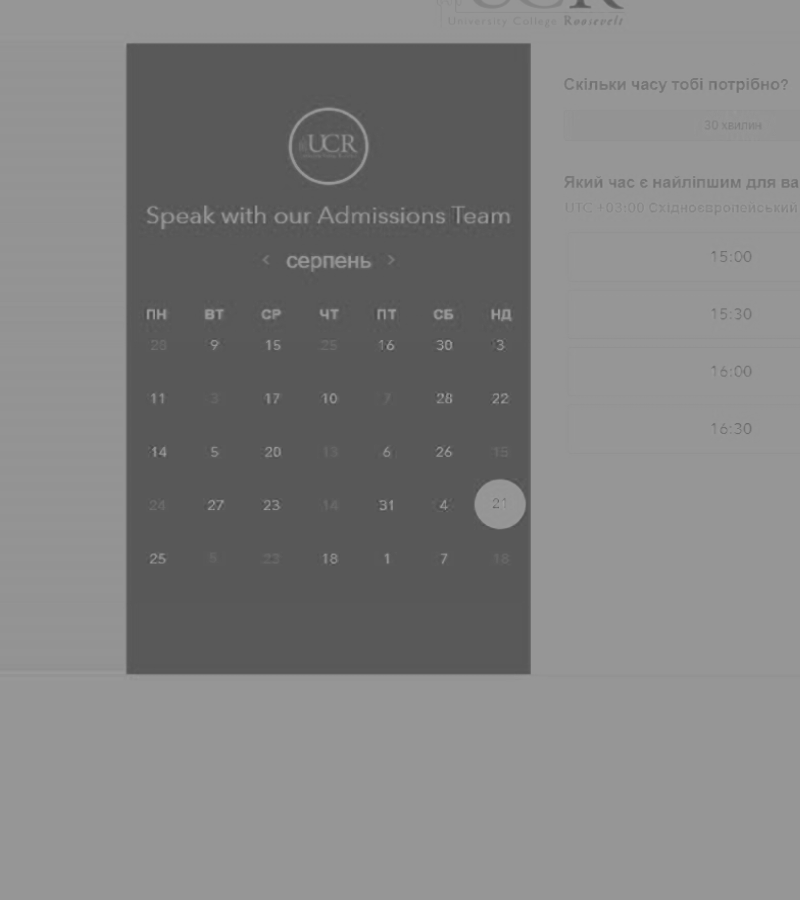 UCR
University College Roosevelt
UCR
Speak with our Admissions Team
< серпень >
ПН ВТ СР ЧТ ПТ СБ НД
28 9 15 25 16 30 3
11 3 17 10 7 28 22
14 5 20 13 6 26 15
24 27 23 14 31 4 21
25 5 23 18 1 7 18
Скільки часу тобі потрібно?
30 хвилин
Який час є найліпшим для ва
UTC +03:00 Східноєвропейський
15:00
15:30
16:00
16:30